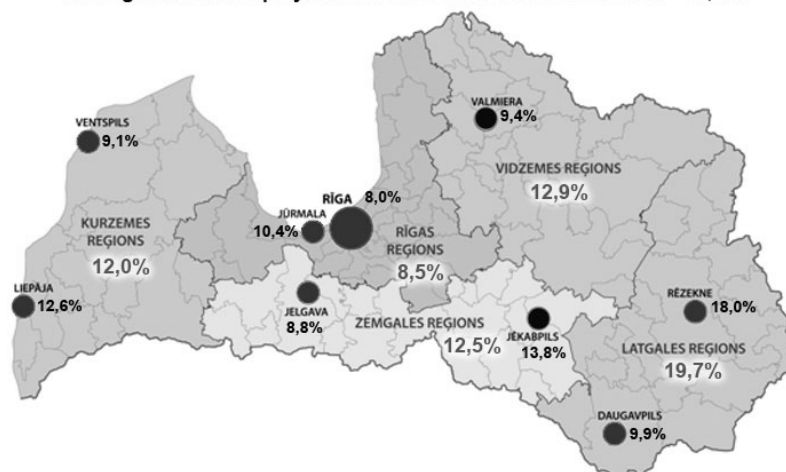 VENTSPILS
9,1%
VALMIERA
9,4%
VIDZEMES REĢIONS
12,9%
RĪGA
8,0%
JŪRMALA
10,4%
KURZEMES
REĢIONS
12,0%
RĪGAS
REĢIONS
8,5%
LIEPĀJA
12,6%
JELGAVA
8,8%
ZEMGALES REĢIONS
12,5%
JĒKABPILS
13,8%
RĒZEKNE
18,0%
LATGALES REĢIONS
19,7%
DAUGAVPILS
9,9%